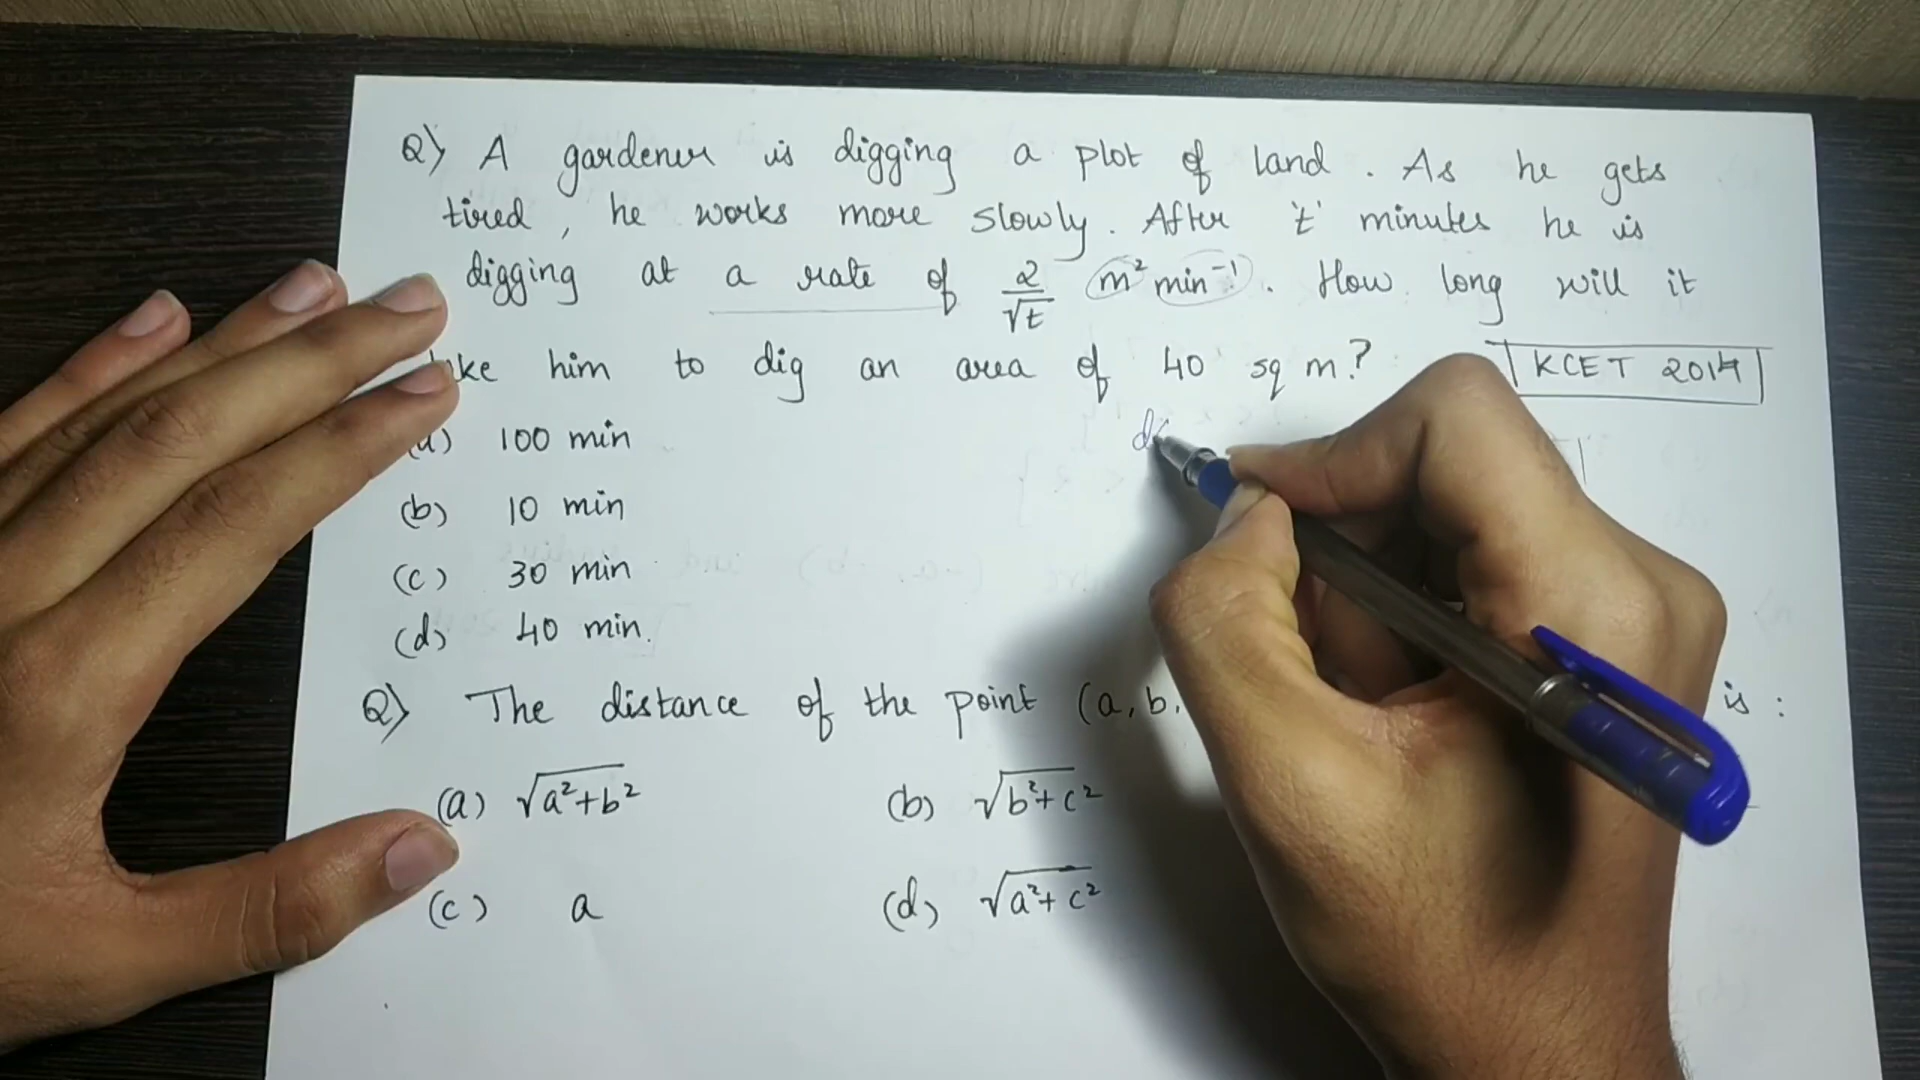 Q) A gardener is digging a plot of land. As he gets
tired, he works more slowly. After 't' minutes he is
digging at a rate of 2/√t m² min⁻¹. How long will it
him to dig an area of 40 sq m?
KCET 2014
100 min
(b) 10 min
(c) 30 min
(d) 40 min.
Q) The distance of the point (a, b, is :
(a) √a²+b² (b) √b²+c²
(c) a (d) √a²+c²